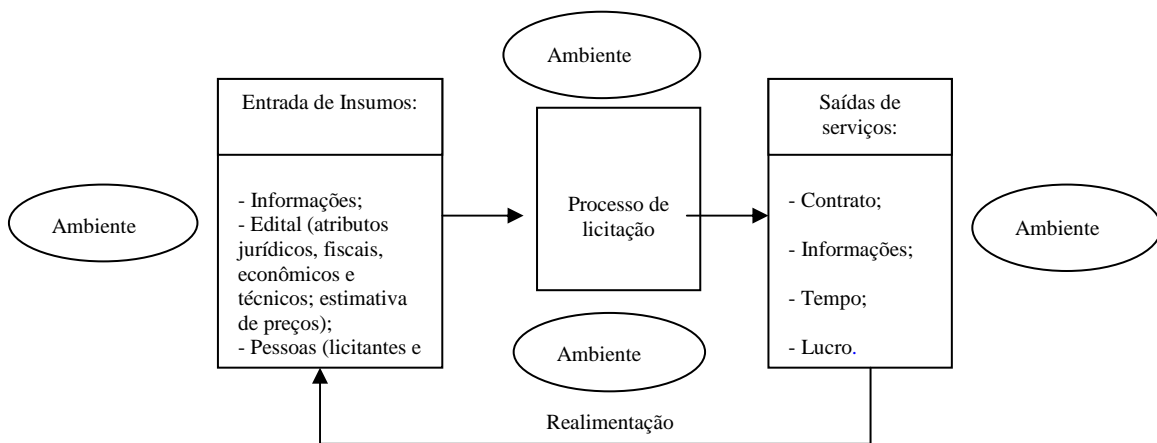 Ambiente
Entrada de Insumos:
Saídas de
serviços:
- Informações;
- Edital (atributos
jurídicos, fiscais,
econômicos e
técnicos; estimativa
de preços);
- Pessoas (licitantes e
Ambiente
Processo de
licitação
- Contrato;
- Informações;
- Tempo;
- Lucro.
Ambiente
Ambiente
Realimentação